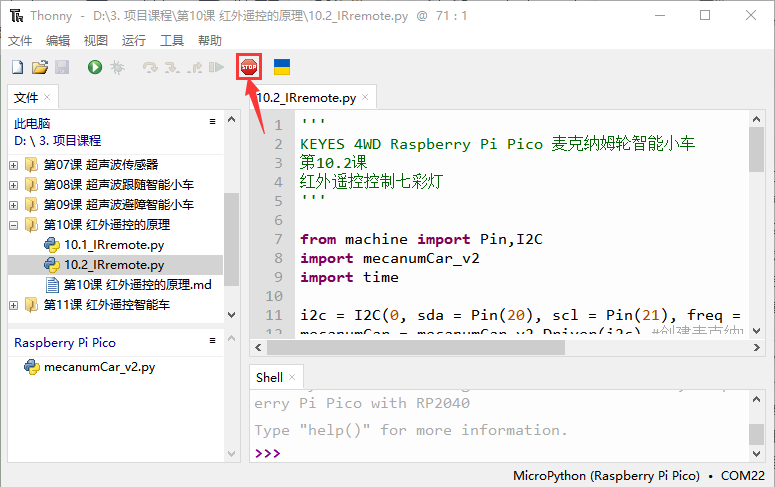 Thonny - D:\3. 项目课程\第10课 红外遥控的原理\10.2_IRremote.py @ 71 : 1
文件 编辑 视图 运行 工具 帮助
STOP
文件
此电脑
D: \ 3. 项目课程
第07课 超声波传感器
第08课 超声波跟随智能小车
第09课 超声波避障智能小车
第10课 红外遥控的原理
10.1_IRremote.py
10.2_IRremote.py
第10课 红外遥控的原理.md
第11课 红外遥控智能车
Raspberry Pi Pico
mecanumCar_v2.py
10.2_IRremote.py
1 '''
2 KEYES 4WD Raspberry Pi Pico 麦克纳姆轮智能小车
3 第10.2课
4 红外遥控控制七彩灯
5 '''
6
7 from machine import Pin,I2C
8 import mecanumCar_v2
9 import time
10
11 i2c = I2C(0, sda = Pin(20), scl = Pin(21), freq =
12 mecanumCar = mecanumCar_v2.Driver(i2c) #创建麦克纳
Shell
erry Pi Pico with RP2040
Type "help()" for more information.
>>>
MicroPython (Raspberry Pi Pico) • COM22